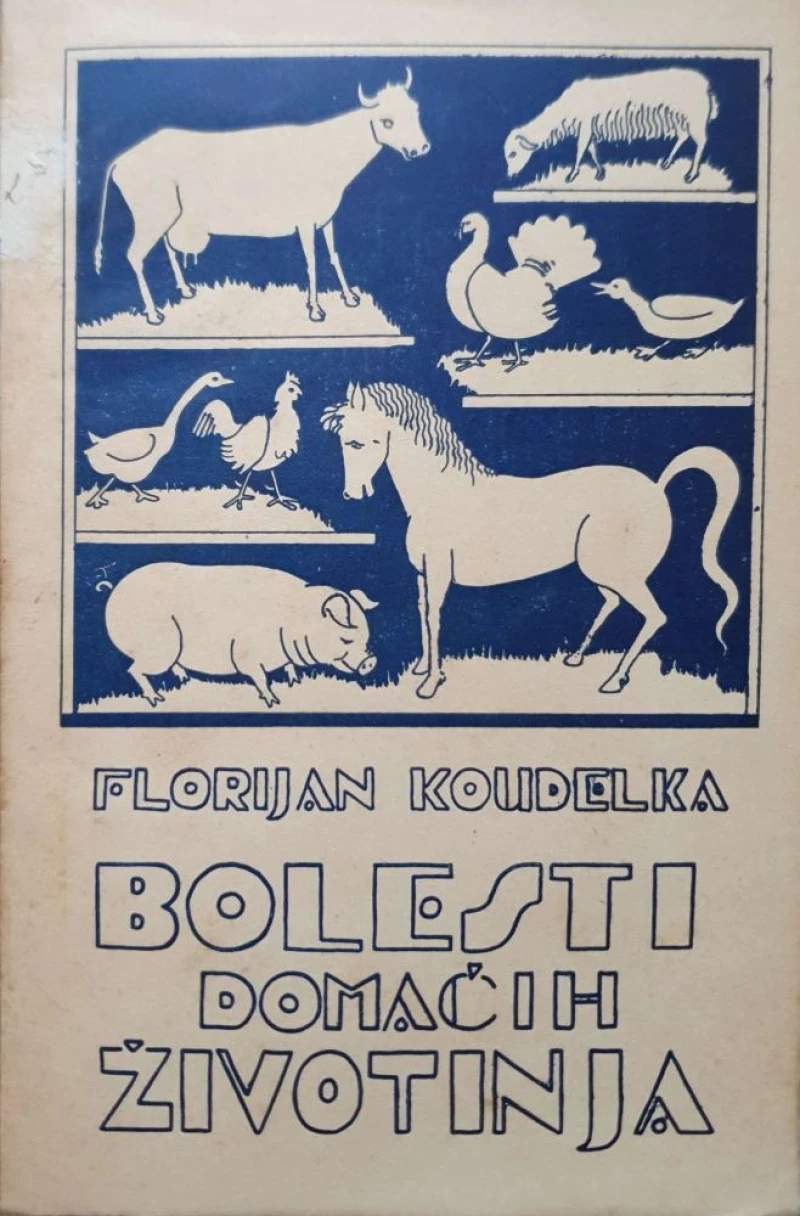 FLORIJAN KOUDELKA
BOLESTI
DOMAĆIH
ŽIVOTINJA